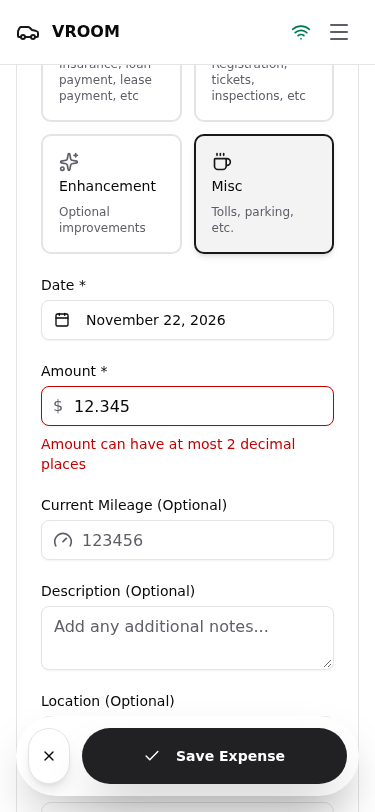 VROOM
insurance, loan
payment, lease
payment, etc
Registration,
tickets,
inspections, etc
Enhancement
Optional
improvements
Misc
Tolls, parking,
etc.
Date *
November 22, 2026
Amount *
$ 12.345
Amount can have at most 2 decimal
places
Current Mileage (Optional)
123456
Description (Optional)
Add any additional notes...
Location (Optional)
Save Expense